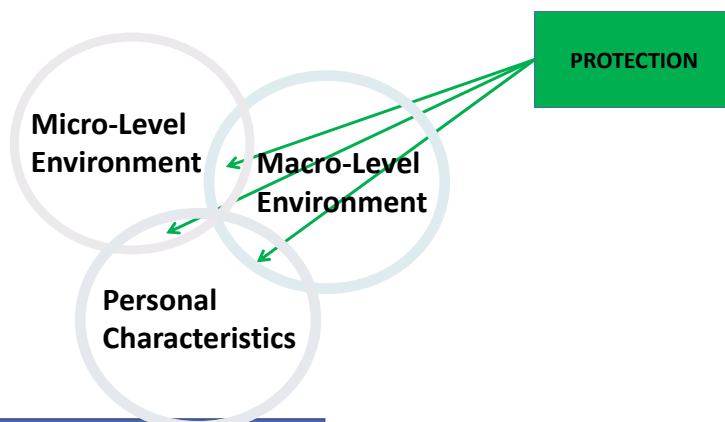 PROTECTION
Micro-Level
Environment
Macro-Level
Environment
Personal
Characteristics